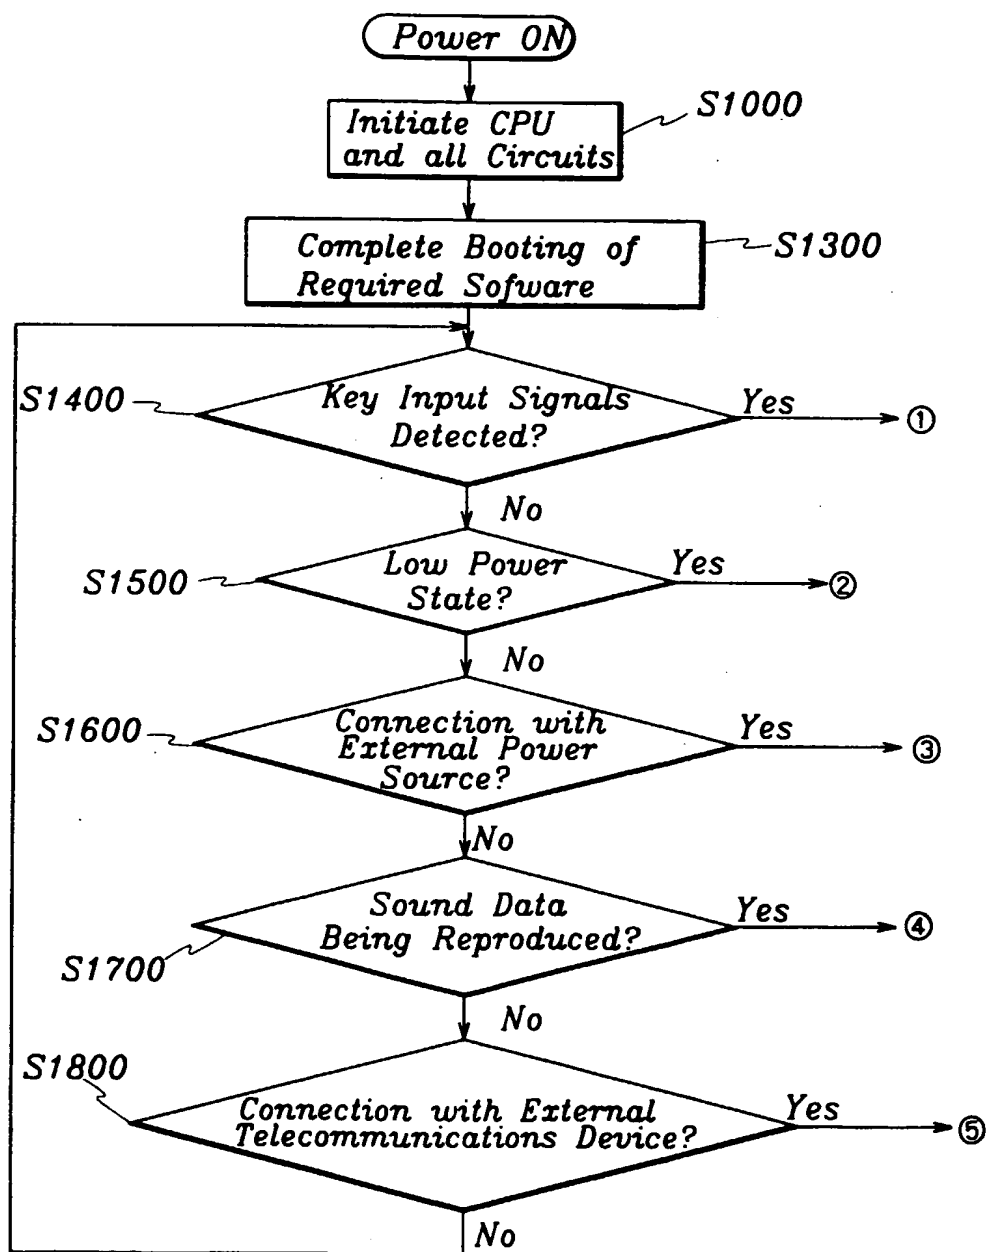 Power ON
S1000
Initiate CPU
and all Circuits
S1300
Complete Booting of
Required Sofware
S1400
Key Input Signals
Detected?
Yes
①
No
S1500
Low Power
State?
Yes
②
No
S1600
Connection with
External Power
Source?
Yes
③
No
Sound Data
Being Reproduced?
Yes
④
S1700
No
S1800
Connection with External
Telecommunications Device?
Yes
⑤
No